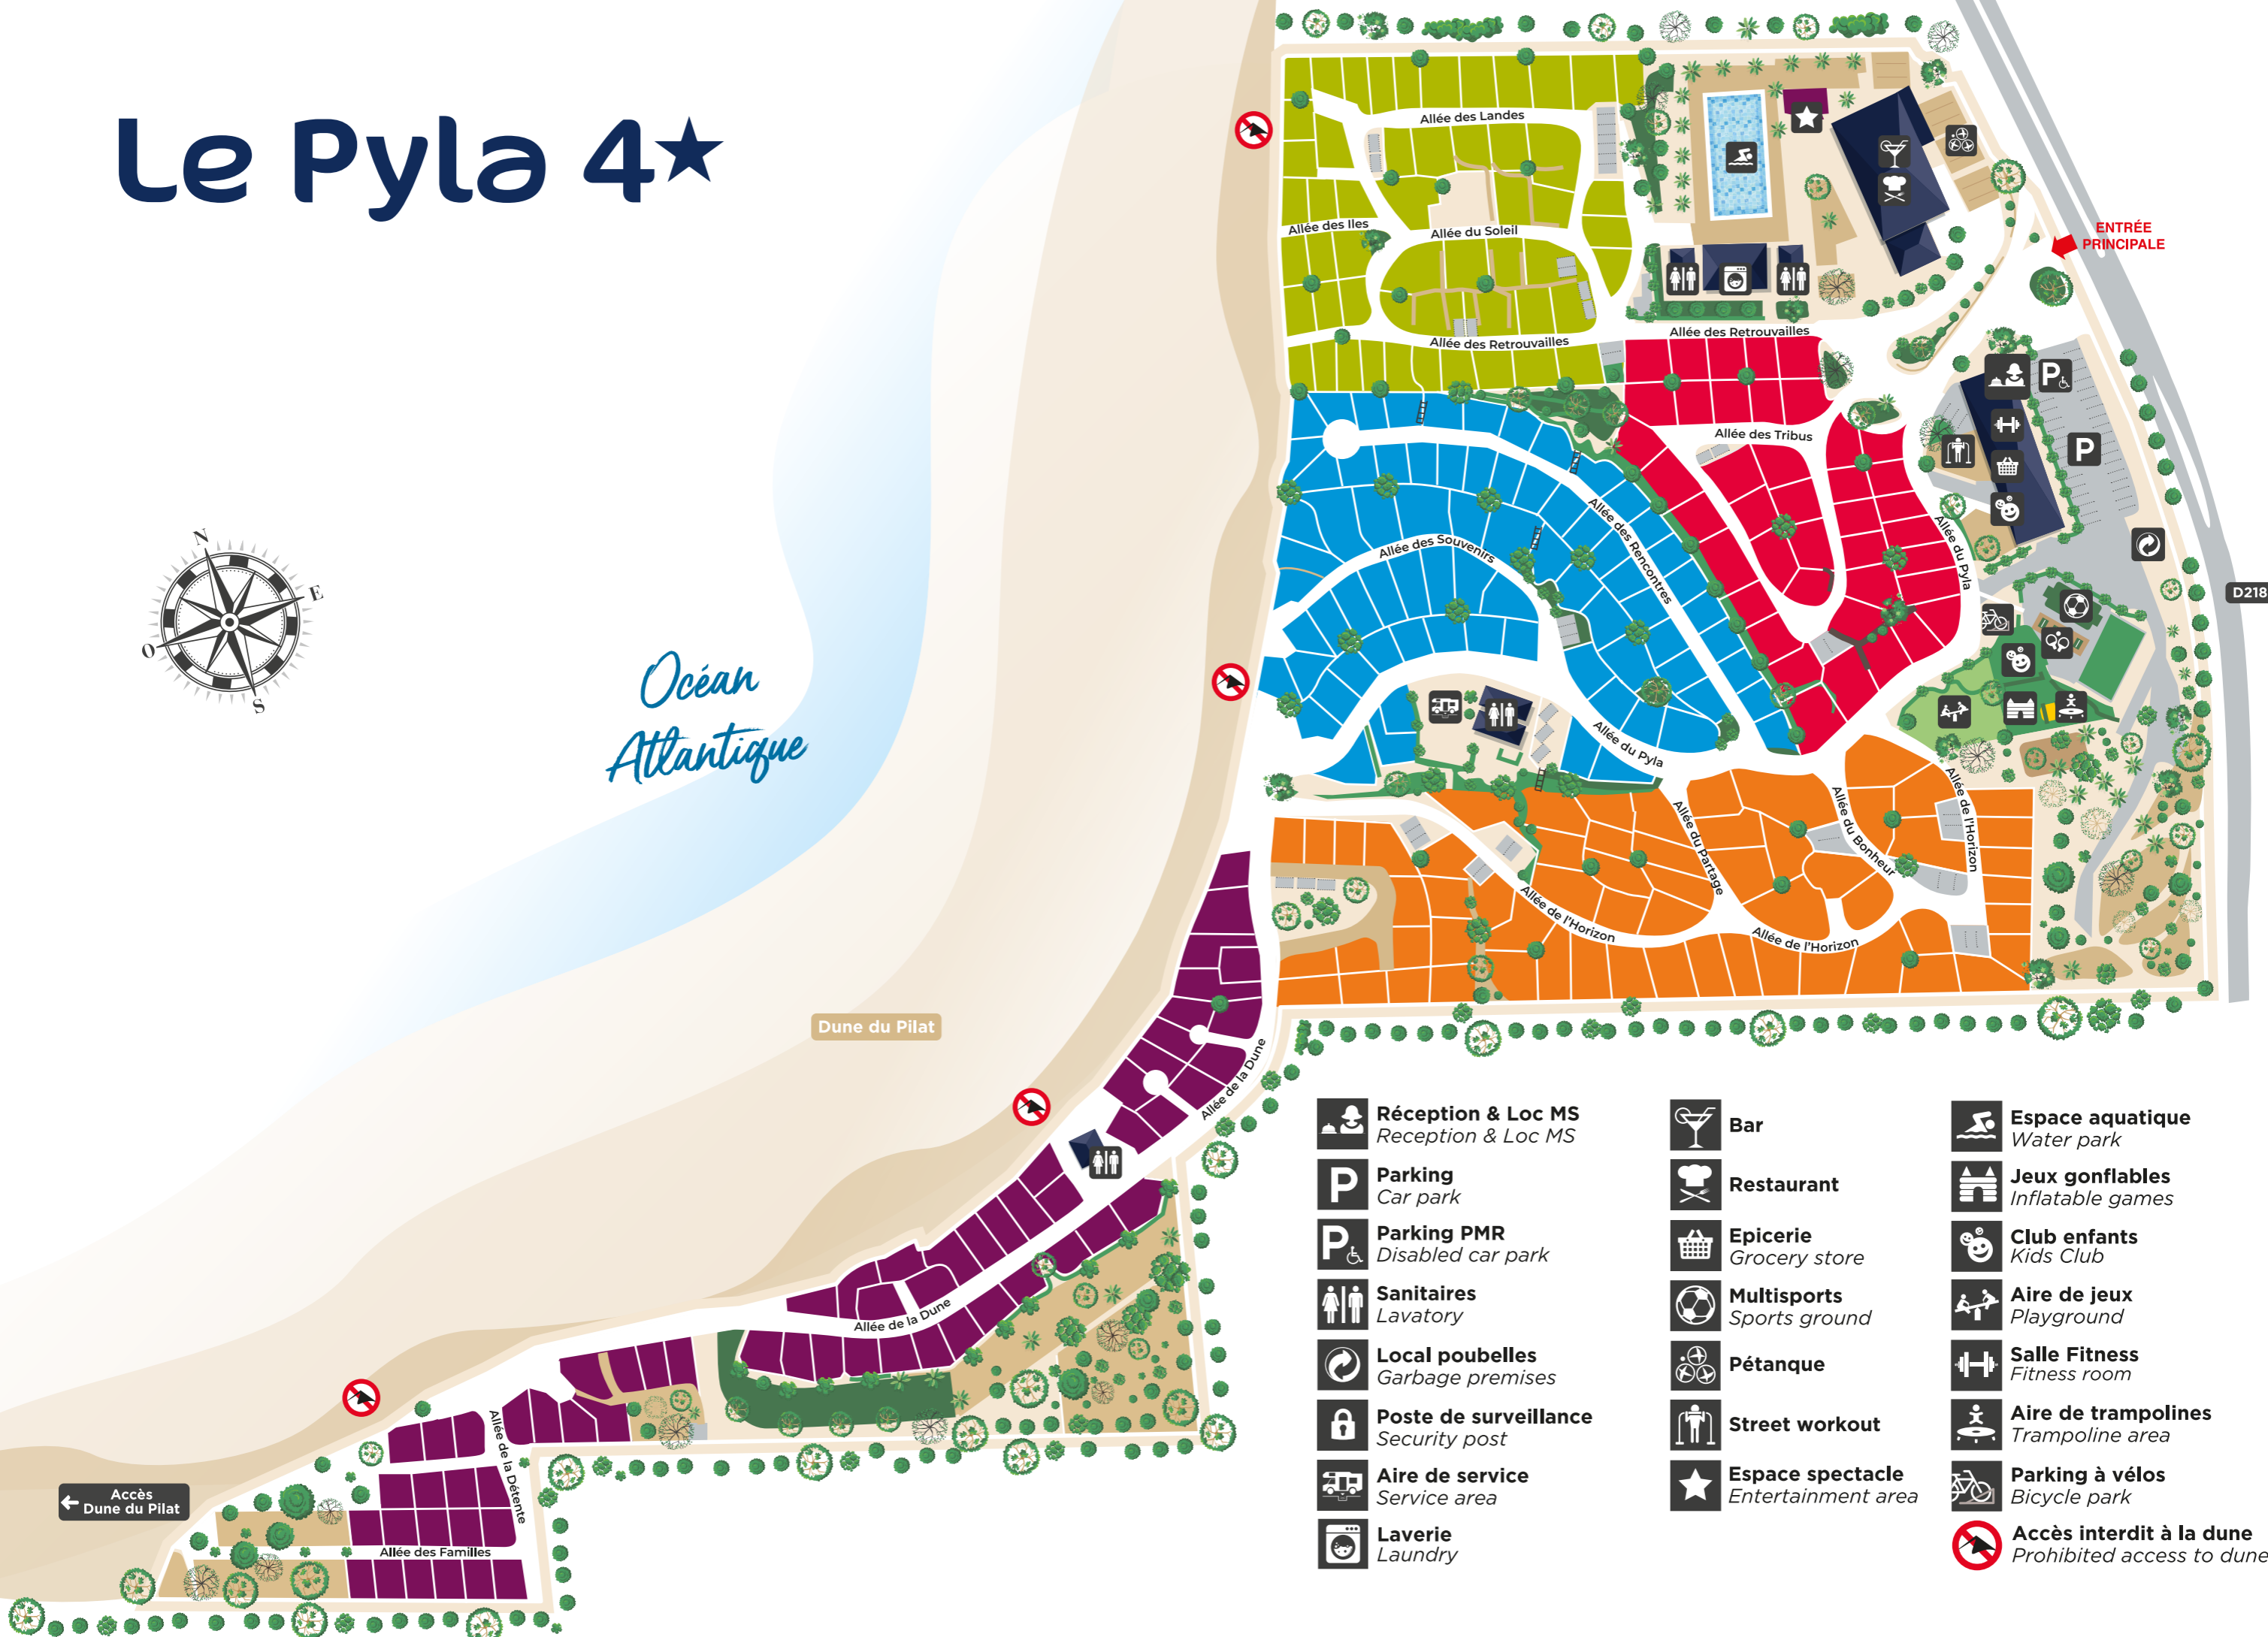 Le Pyla 4★
Allée des Landes
Allée des Iles
Allée du Soleil
ENTRÉE
PRINCIPALE
Allée des Retrouvailles
Allée des Retrouvailles
P
Allée des Tribus
P
Allée des Rencontres
Allée du Pyla
Allée des Souvenirs
N
E
O
S
D218
Océan
Atlantique
Allée du Pyla
Allée de l'Horizon
Allée du Bonheur
Allée du Partage
Allée de l'Horizon
Allée de l'Horizon
Dune du Pilat
Allée de la Dune
Allée de la Dune
Allée de la Détente
Accès
Dune du Pilat
Allée des Familles
Réception & Loc MS
Reception & Loc MS
P
Parking
Car park
P
Parking PMR
Disabled car park
Sanitaires
Lavatory
Local poubelles
Garbage premises
Poste de surveillance
Security post
Aire de service
Service area
Laverie
Laundry
Bar
Restaurant
Epicerie
Grocery store
Multisports
Sports ground
Pétanque
Street workout
Espace spectacle
Entertainment area
Espace aquatique
Water park
Jeux gonflables
Inflatable games
Club enfants
Kids Club
Aire de jeux
Playground
Salle Fitness
Fitness room
Aire de trampolines
Trampoline area
Parking à vélos
Bicycle park
Accès interdit à la dune
Prohibited access to dune